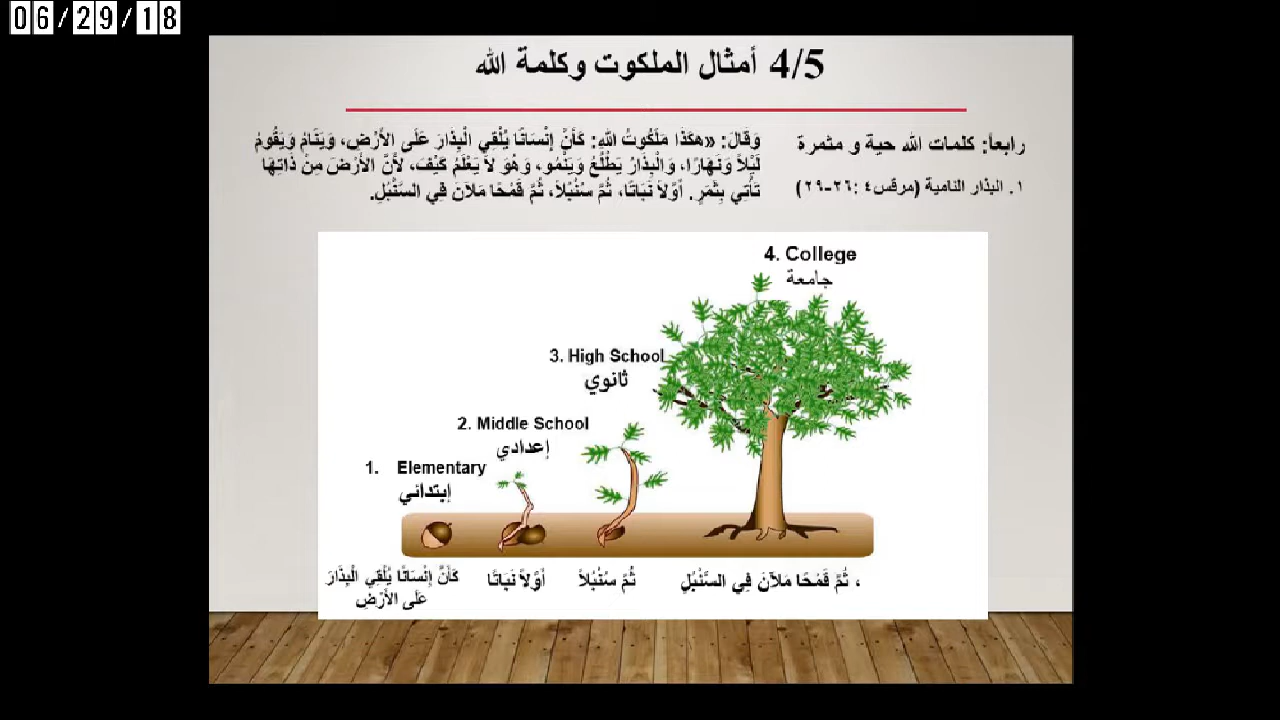 06/29/18
4/5 أمثال الملكوت وكلمة الله
رابعاً: كلمات الله حية و مثمرة
١. البذار النامية (مرقس٤ :٢٦-٢٩)
وَقَالَ: «هكَذَا مَلَكُوتُ اللهِ: كَأَنَّ إِنْسَانًا يُلْقِي الْبِذَارَ عَلَى الأَرْضِ، وَيَنَامُ وَيَقُومُ
لَيْلاً وَنَهَارًا، وَالْبِذَارُ يَطْلُعُ وَيَنْمُو، وَهُوَ لاَ يَعْلَمُ كَيْفَ، لأَنَّ الأَرْضَ مِنْ ذَاتِهَا
تَأْتِي بِثَمَرٍ. أَوَّلاً نَبَاتًا، ثُمَّ سُنْبُلاً، ثُمَّ قَمْحًا مَلآنَ فِي السُّنْبُلِ.
4. College
جامعة
3. High School
ثانوي
2. Middle School
إعدادي
1. Elementary
إبتدائي
كَأَنَّ إِنْسَانًا يُلْقِي الْبِذَارَ
عَلَى الأَرْضِ
أَوَّلاً نَبَاتًا
ثُمَّ سُنْبُلاً
، ثُمَّ قَمْحًا مَلآنَ فِي السُّنْبُلِ